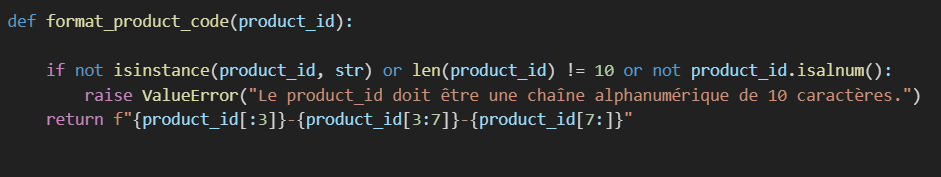 def format_product_code(product_id):
    if not isinstance(product_id, str) or len(product_id) != 10 or not product_id.isalnum():
        raise ValueError("Le product_id doit être une chaîne alphanumérique de 10 caractères.")
    return f"{product_id[:3]}-{product_id[3:7]}-{product_id[7:]}"